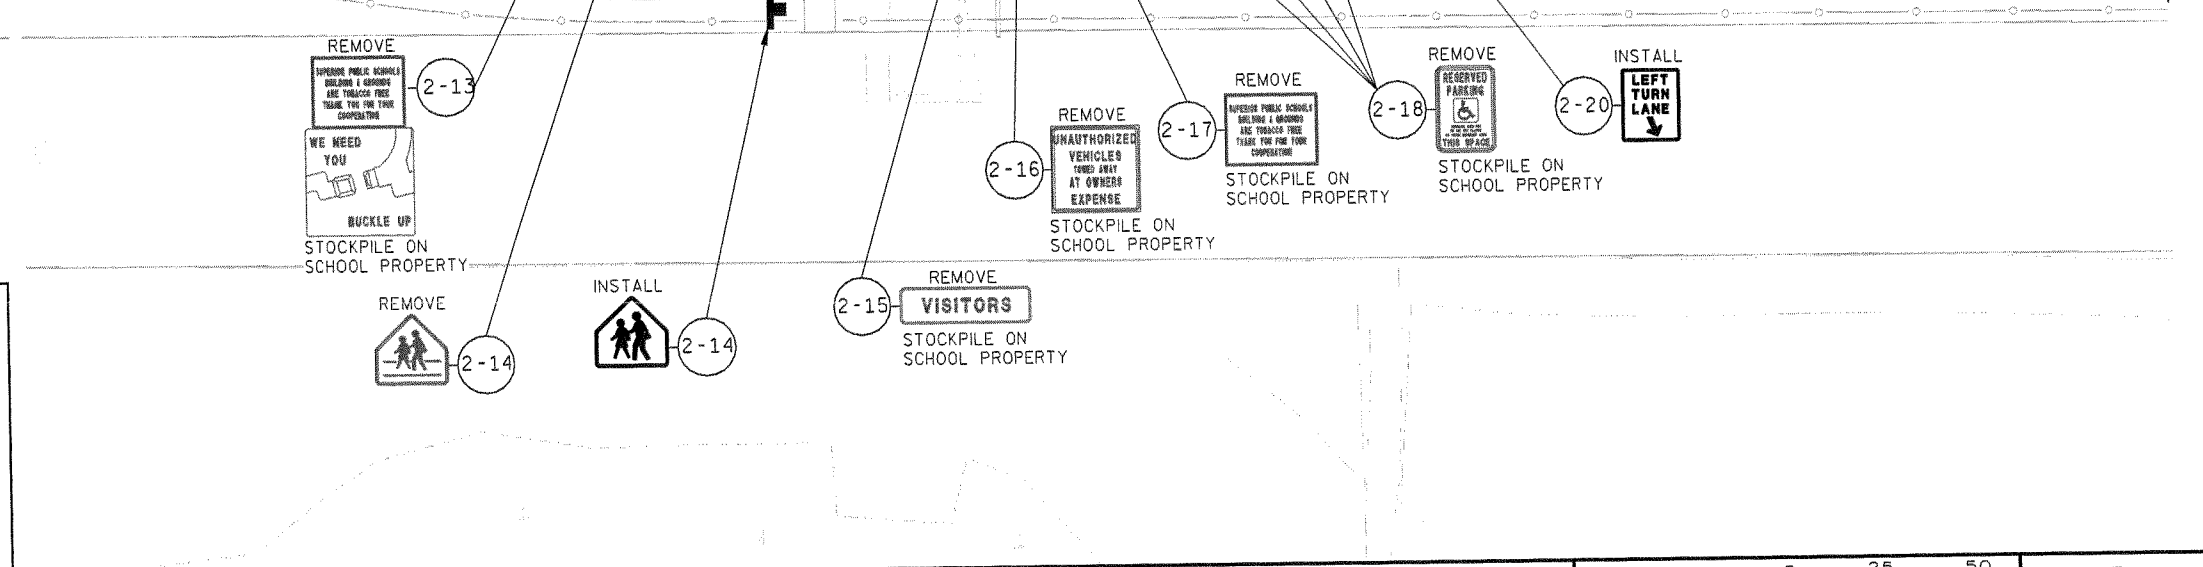 REMOVE
SUPERIOR PUBLIC SCHOOLS
BUILDING & GROUNDS
ARE TOBACCO FREE
THANK YOU FOR YOUR
COOPERATION
2-13
WE NEED
YOU
BUCKLE UP
STOCKPILE ON
SCHOOL PROPERTY
REMOVE
2-14
INSTALL
2-14
REMOVE
2-15
VISITORS
STOCKPILE ON
SCHOOL PROPERTY
REMOVE
2-16
UNAUTHORIZED
VEHICLES
TOWED AWAY
AT OWNERS
EXPENSE
STOCKPILE ON
SCHOOL PROPERTY
REMOVE
2-17
SUPERIOR PUBLIC SCHOOLS
BUILDING & GROUNDS
ARE TOBACCO FREE
THANK YOU FOR YOUR
COOPERATION
STOCKPILE ON
SCHOOL PROPERTY
REMOVE
2-18
RESERVED
PARKING
THIS SPACE
STOCKPILE ON
SCHOOL PROPERTY
INSTALL
2-20
LEFT
TURN
LANE
25 50